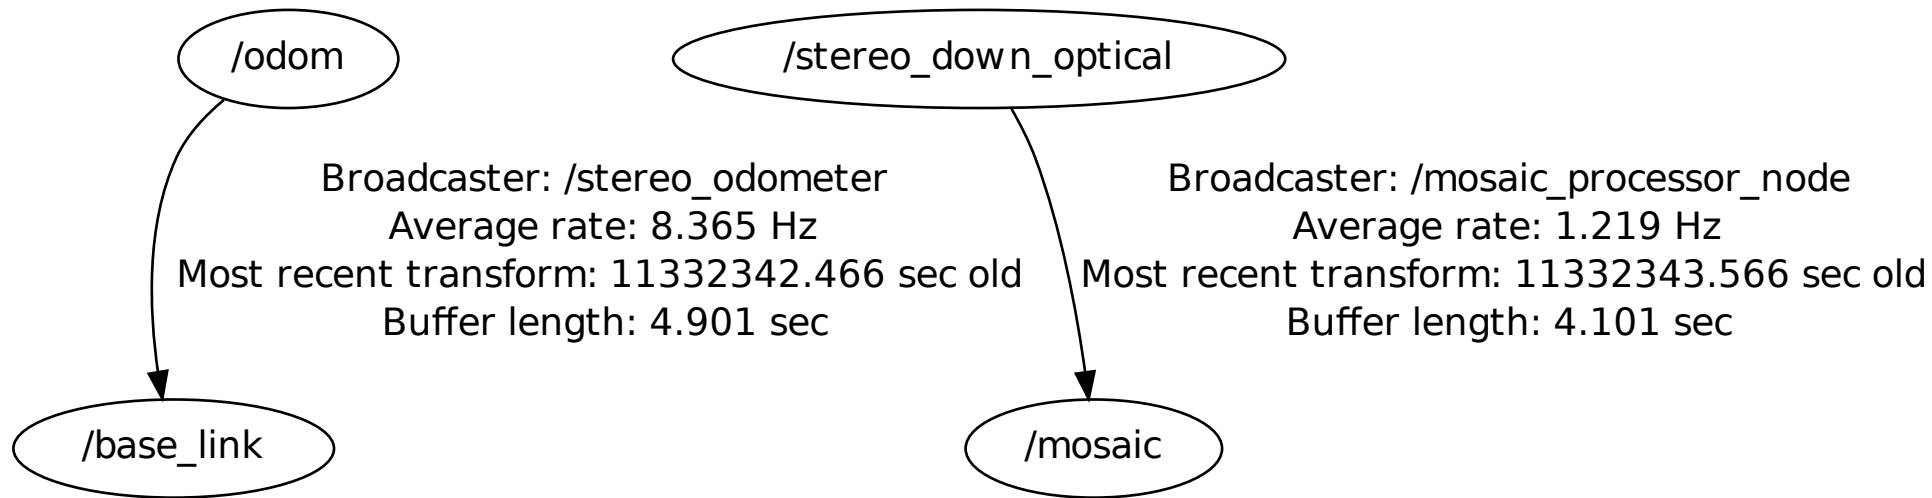 /odom
/stereo_down_optical
Broadcaster: /stereo_odometer
Average rate: 8.365 Hz
Most recent transform: 11332342.466 sec old
Buffer length: 4.901 sec
Broadcaster: /mosaic_processor_node
Average rate: 1.219 Hz
Most recent transform: 11332343.566 sec old
Buffer length: 4.101 sec
/base_link
/mosaic